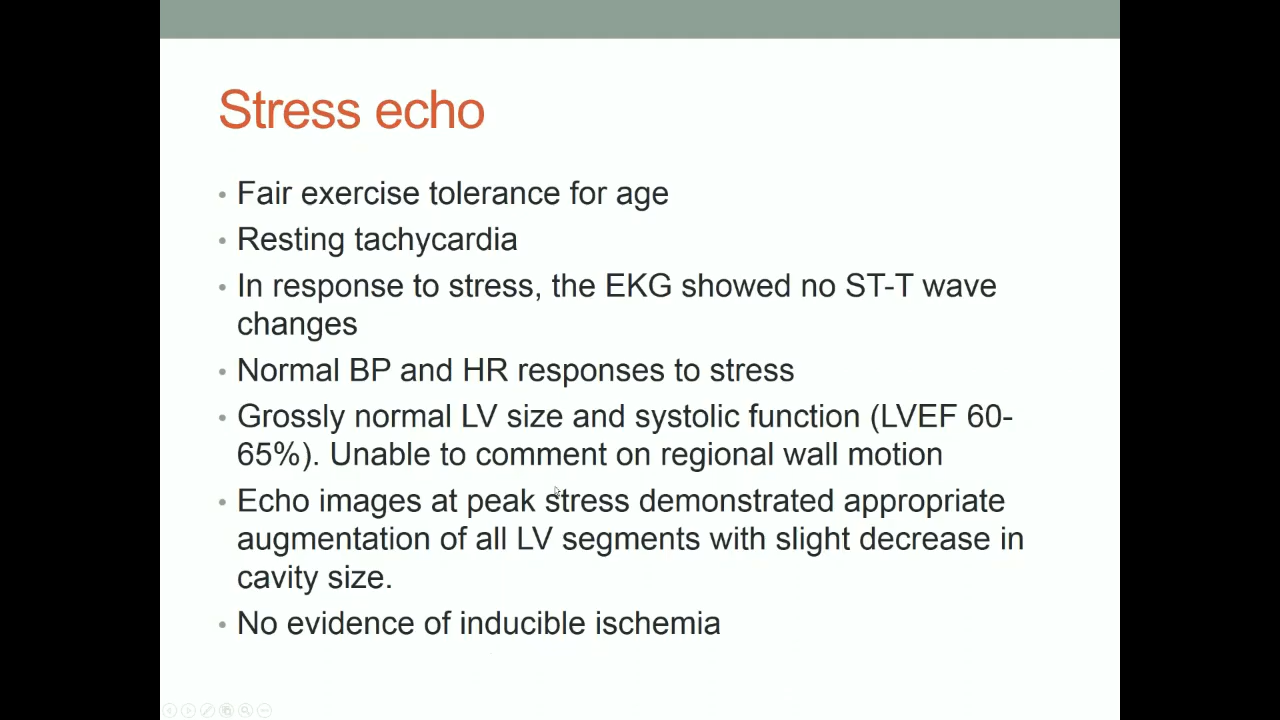 Stress echo
• Fair exercise tolerance for age
• Resting tachycardia
• In response to stress, the EKG showed no ST-T wave
changes
• Normal BP and HR responses to stress
• Grossly normal LV size and systolic function (LVEF 60-
65%). Unable to comment on regional wall motion
• Echo images at peak stress demonstrated appropriate
augmentation of all LV segments with slight decrease in
cavity size.
• No evidence of inducible ischemia